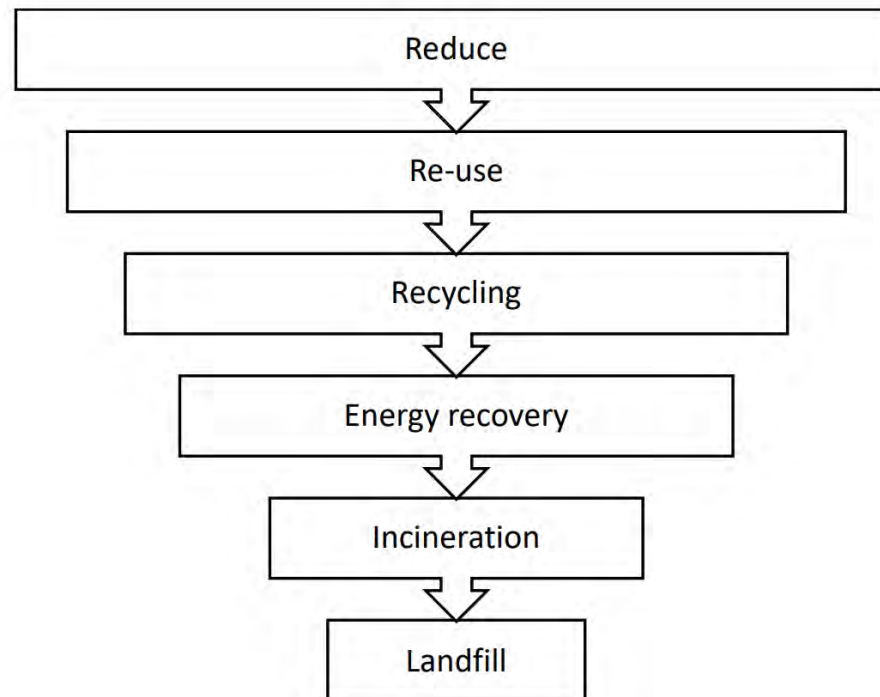 Reduce
Re-use
Recycling
Energy recovery
Incineration
Landfill